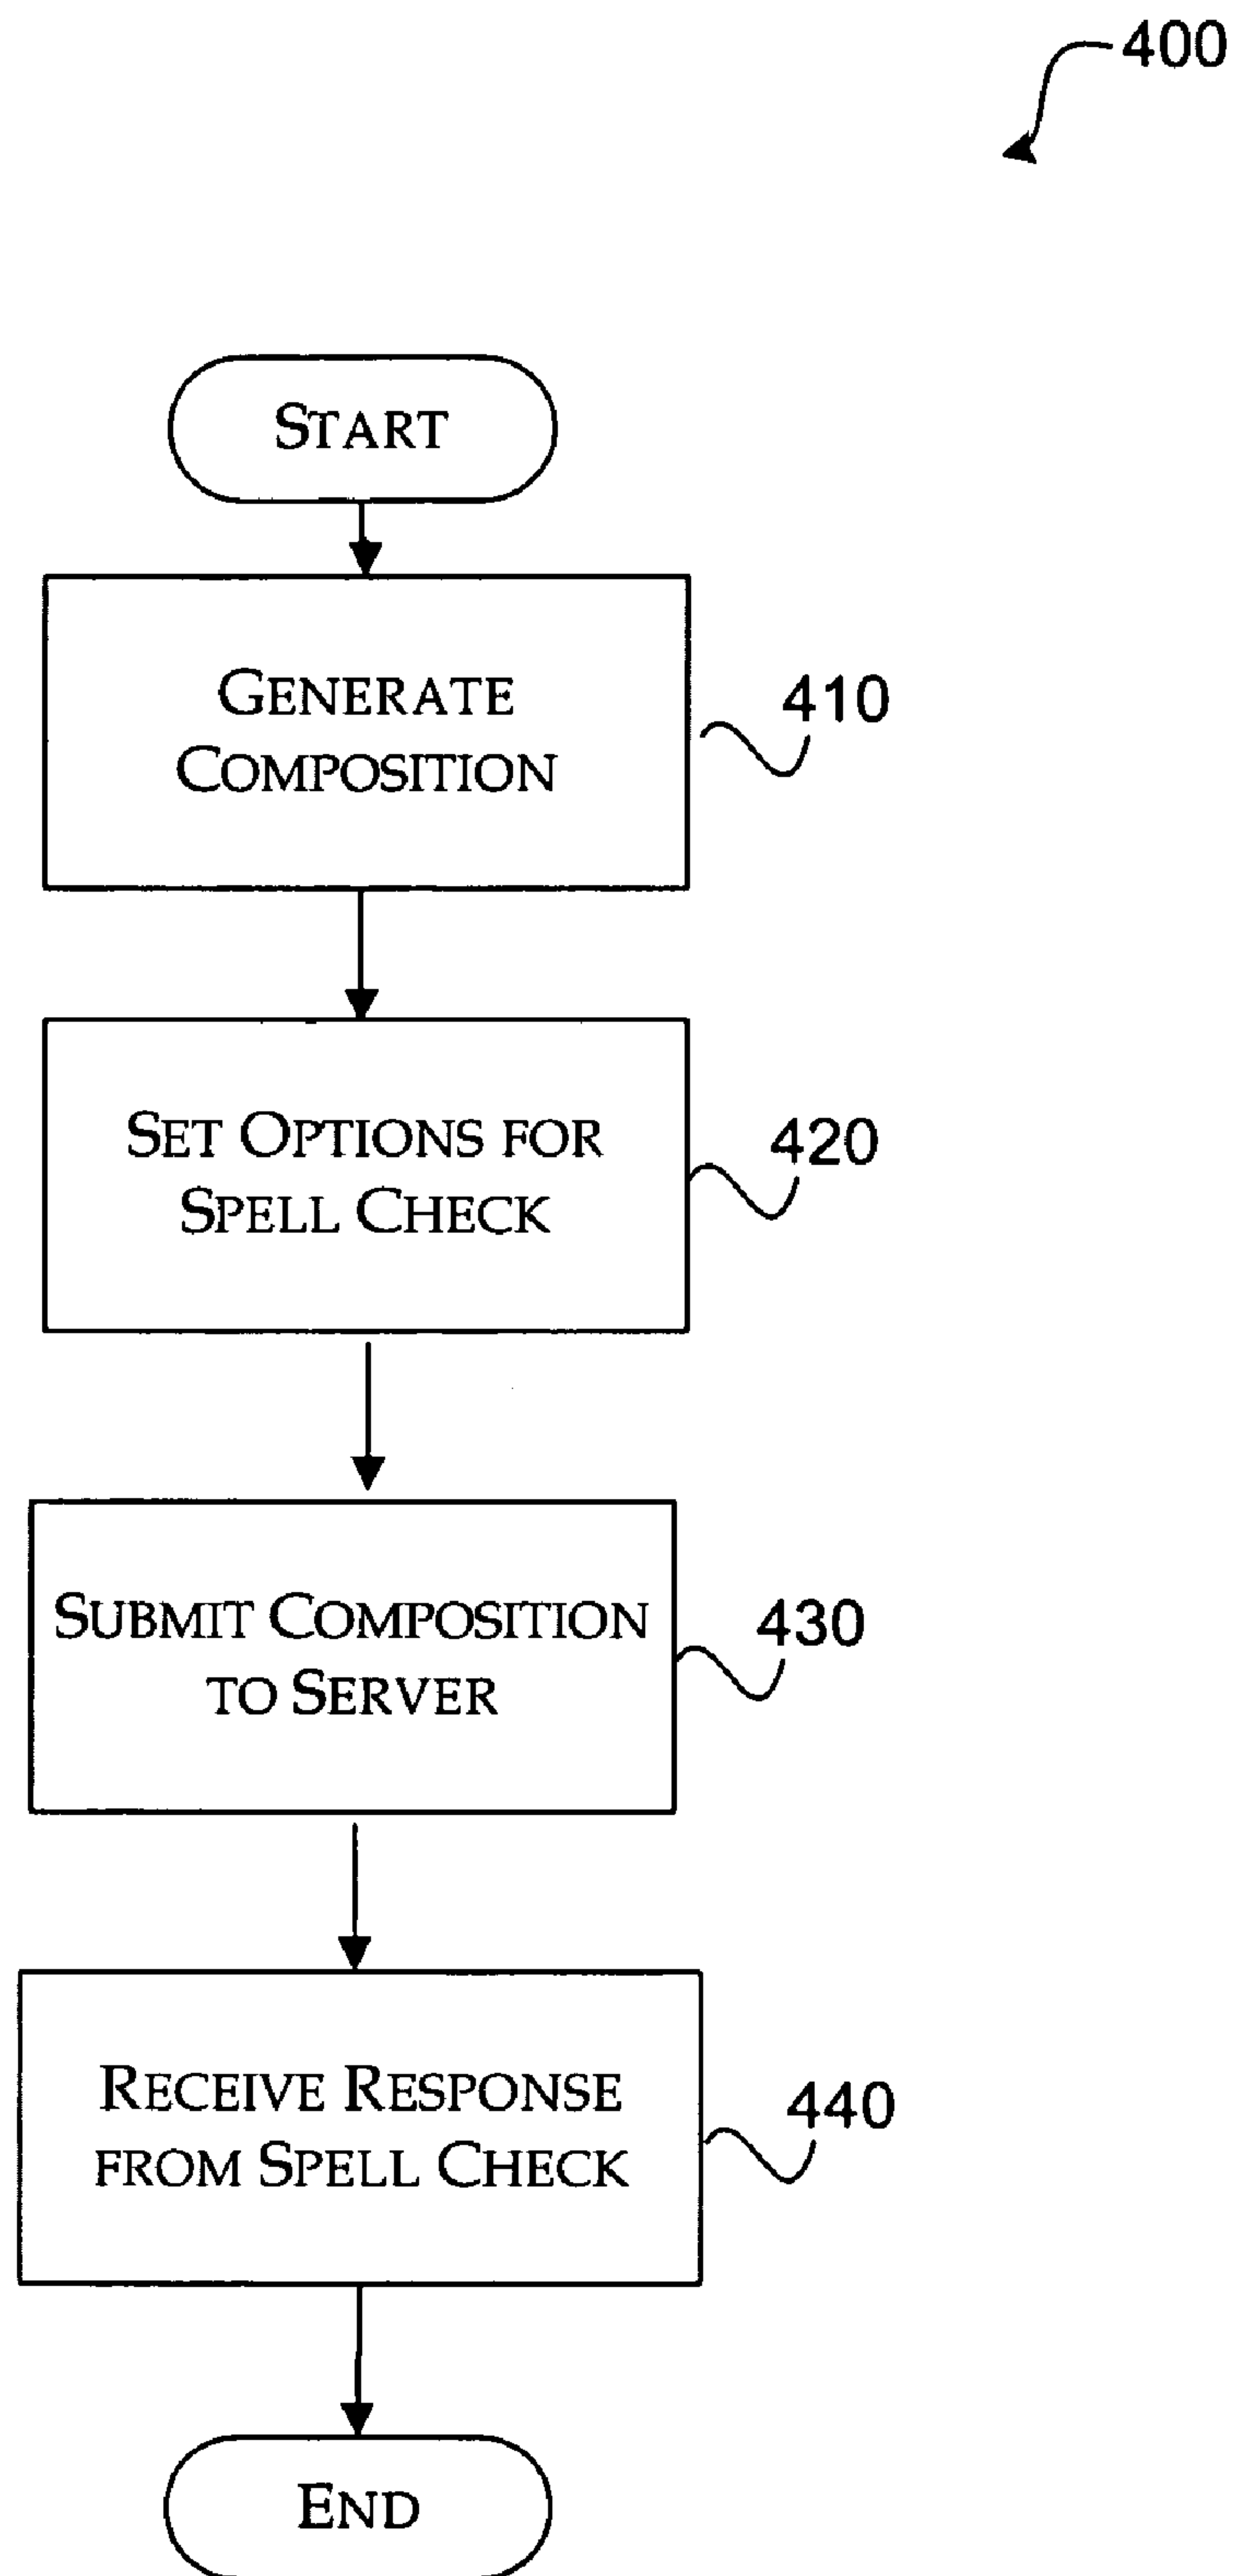 400
START
GENERATE
COMPOSITION
410
SET OPTIONS FOR
SPELL CHECK
420
SUBMIT COMPOSITION
TO SERVER
430
RECEIVE RESPONSE
FROM SPELL CHECK
440
END